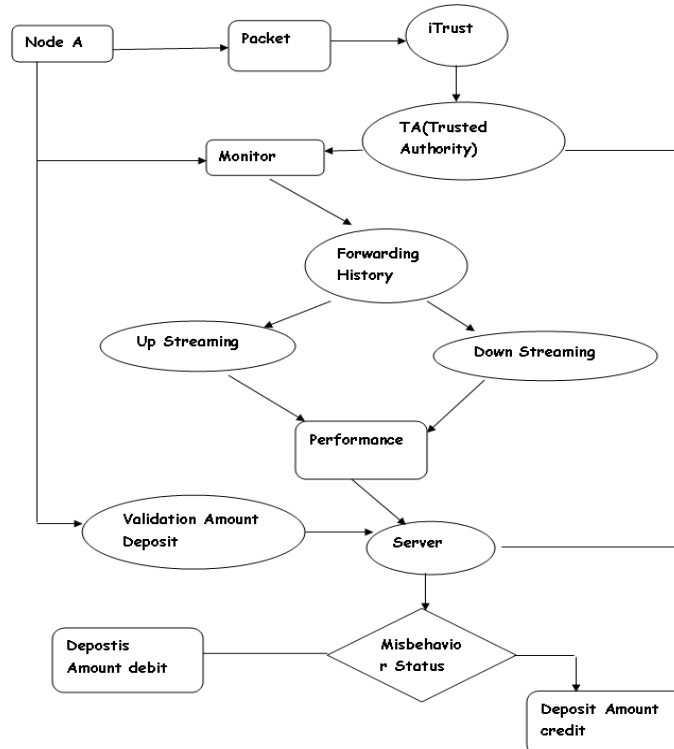 Node A
Packet
iTrust
TA(Trusted
Authority)
Monitor
Forwarding
History
Up Streaming
Down Streaming
Performance
Validation Amount
Deposit
Server
Depostis
Amount debit
Misbehavio
r Status
Deposit Amount
credit